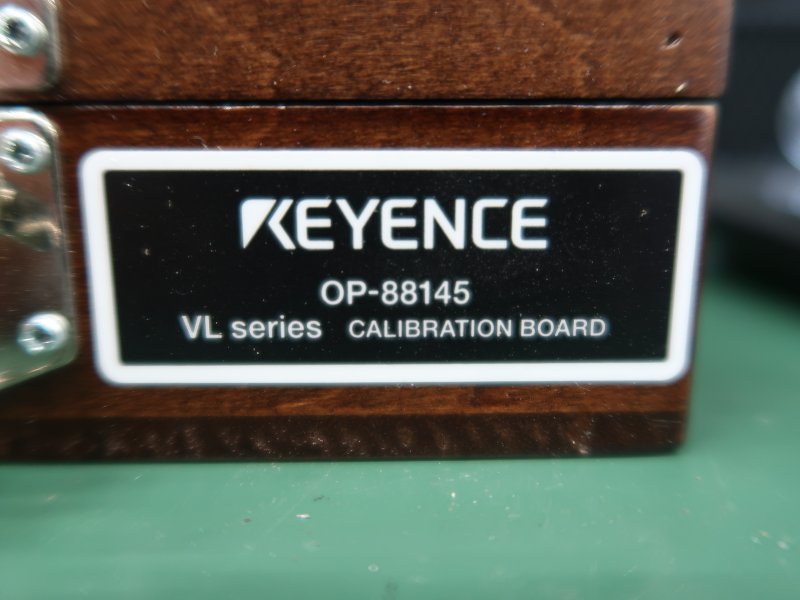 KEYENCE
OP-88145
VL series CALIBRATION BOARD